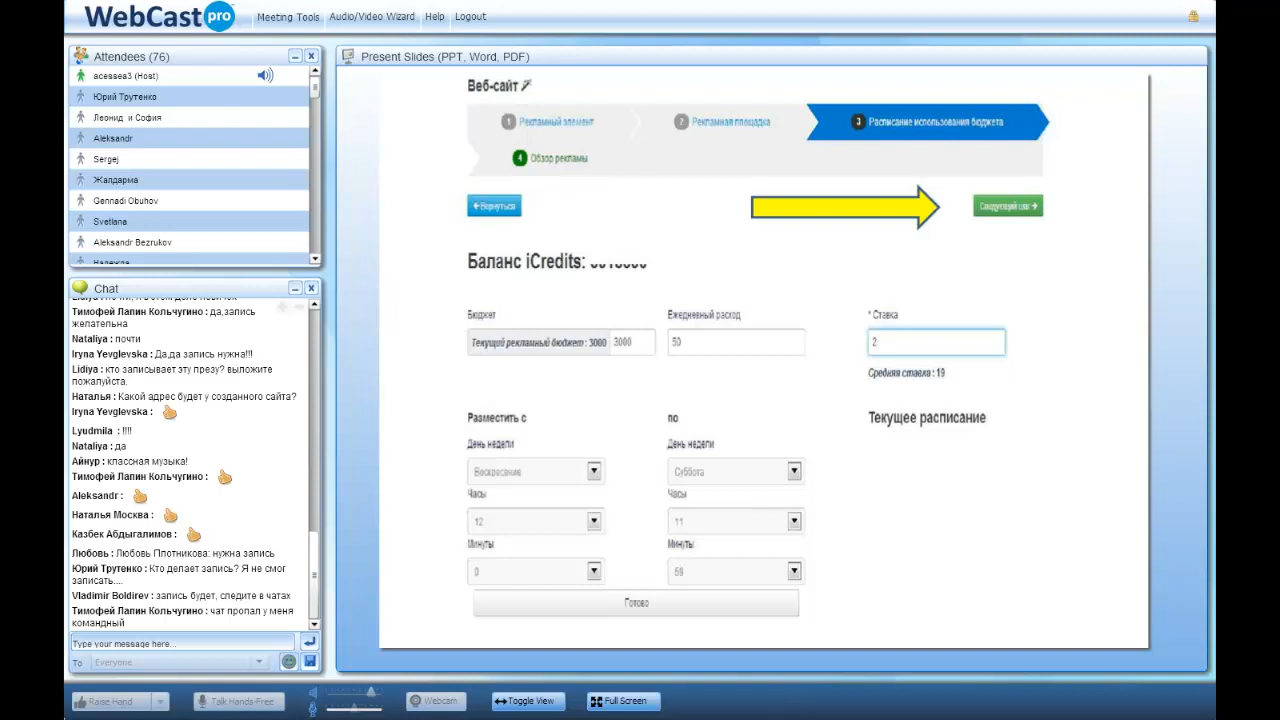 WebCast pro
Meeting Tools Audio/Video Wizard Help Logout
Attendees (76)
acessea3 (Host)
Юрий Трутенко
Леонид и София
Aleksandr
Sergej
Жалдарма
Gennadi Obuhov
Svetlana
Aleksandr Bezrukov
Надежда
Chat
Тимофей Лапин Кольчугино : да,запись
желательна
Nataliya : почти
Iryna Yevglevska : Да,да запись нужна!!!
Lidiya : кто записывает эту презу? выложите
пожалуйста.
Наталья : Какой адрес будет у созданного сайта?
Iryna Yevglevska :
Lyudmila : !!!!
Nataliya : да
Айнур : классная музыка!
Тимофей Лапин Кольчугино :
Aleksandr :
Наталья Москва :
Казбек Абдыгалимов :
Любовь : Любовь Плотникова: нужна запись
Юрий Трутенко : Кто делает запись? Я не смог
записать....
Vladimir Boldirev : запись будет, следите в чатах
Тимофей Лапин Кольчугино : чат пропал у меня
командный
Type your message here...
To Everyone
Present Slides (PPT, Word, PDF)
Веб-сайт
1 Рекламный элемент 2 Рекламная площадка 3 Расписание использования бюджета
4 Обзор рекламы
Вернуться Следующий шаг
Баланс iCredits:
Бюджет Ежедневный расход * Ставка
Текущий рекламный бюджет : 3000 3000 50 2
Средняя ставка : 19
Разместить с по Текущее расписание
День недели День недели
Воскресение Суббота
Часы Часы
12 11
Минуты Минуты
0 59
Готово
Raise Hand Talk Hands-Free Webcam Toggle View Full Screen